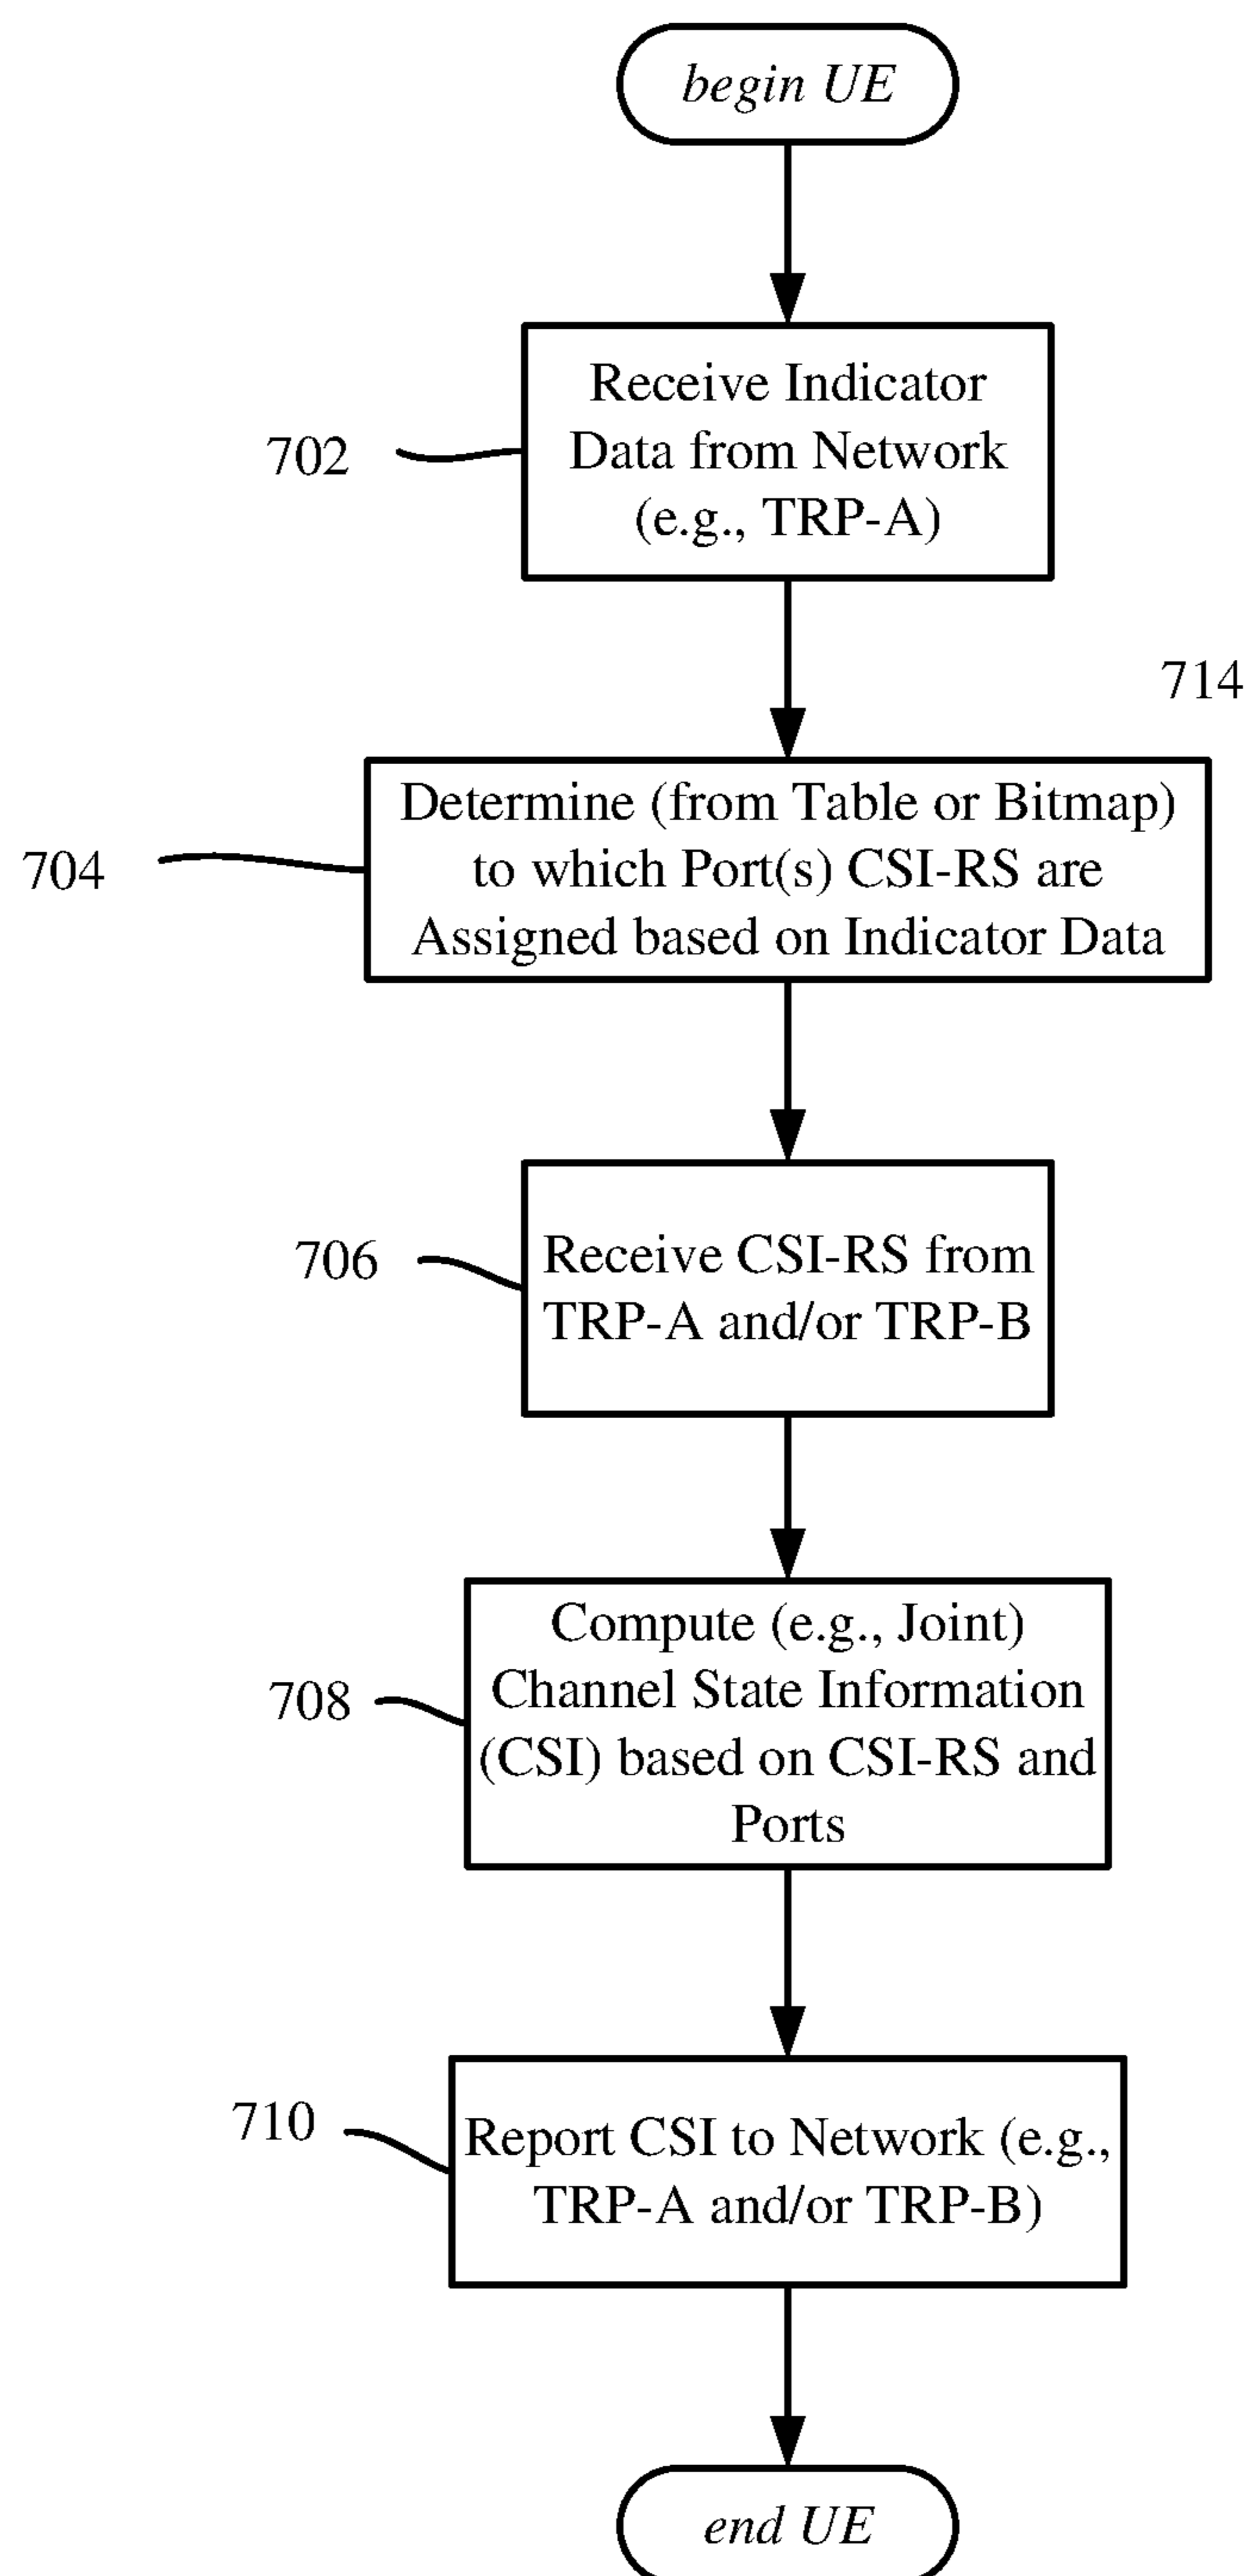 begin UE
Receive Indicator
Data from Network
(e.g., TRP-A)
702
714
Determine (from Table or Bitmap)
to which Port(s) CSI-RS are
Assigned based on Indicator Data
704
Receive CSI-RS from
TRP-A and/or TRP-B
706
Compute (e.g., Joint)
Channel State Information
(CSI) based on CSI-RS and
Ports
708
Report CSI to Network (e.g.,
TRP-A and/or TRP-B)
710
end UE